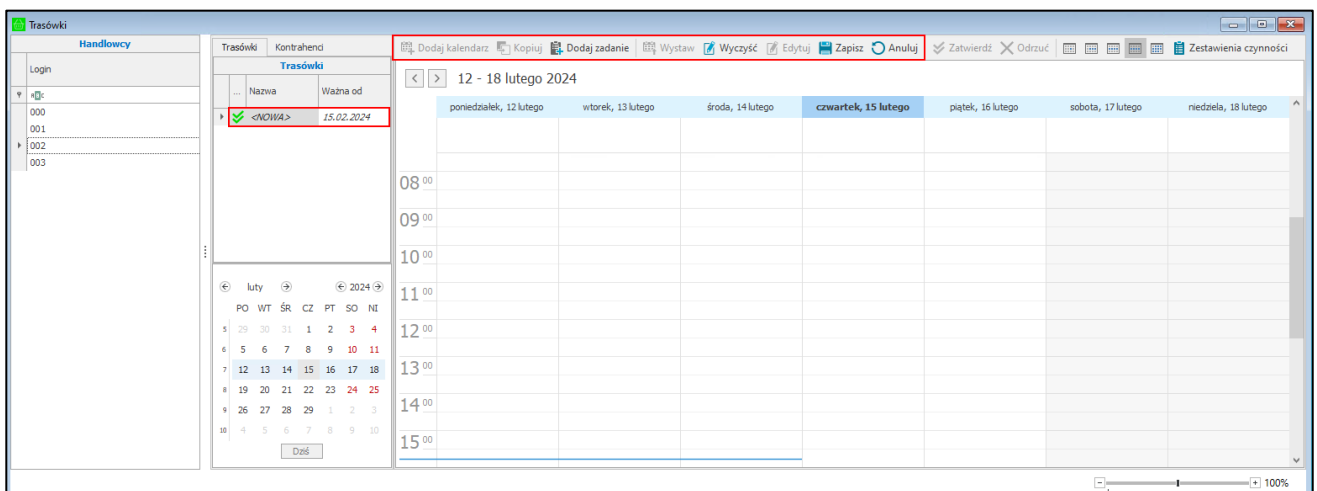 Trasówki
Handlowcy
Login
000
001
002
003
Trasówki Kontrahenci
Trasówki
... Nazwa Ważna od
<NOWA> 15.02.2024
luty 2024
PO WT ŚR CZ PT SO NI
5 29 30 31 1 2 3 4
6 5 6 7 8 9 10 11
7 12 13 14 15 16 17 18
8 19 20 21 22 23 24 25
9 26 27 28 29 1 2 3
10 4 5 6 7 8 9 10
Dziś
Dodaj kalendarz Kopiuj Dodaj zadanie Wystaw Wyczyść Edytuj Zapisz Anuluj Zatwierdź Odrzuć Zestawienia czynności
12 - 18 lutego 2024
poniedziałek, 12 lutego wtorek, 13 lutego środa, 14 lutego czwartek, 15 lutego piątek, 16 lutego sobota, 17 lutego niedziela, 18 lutego
08 00
09 00
10 00
11 00
12 00
13 00
14 00
15 00
100%